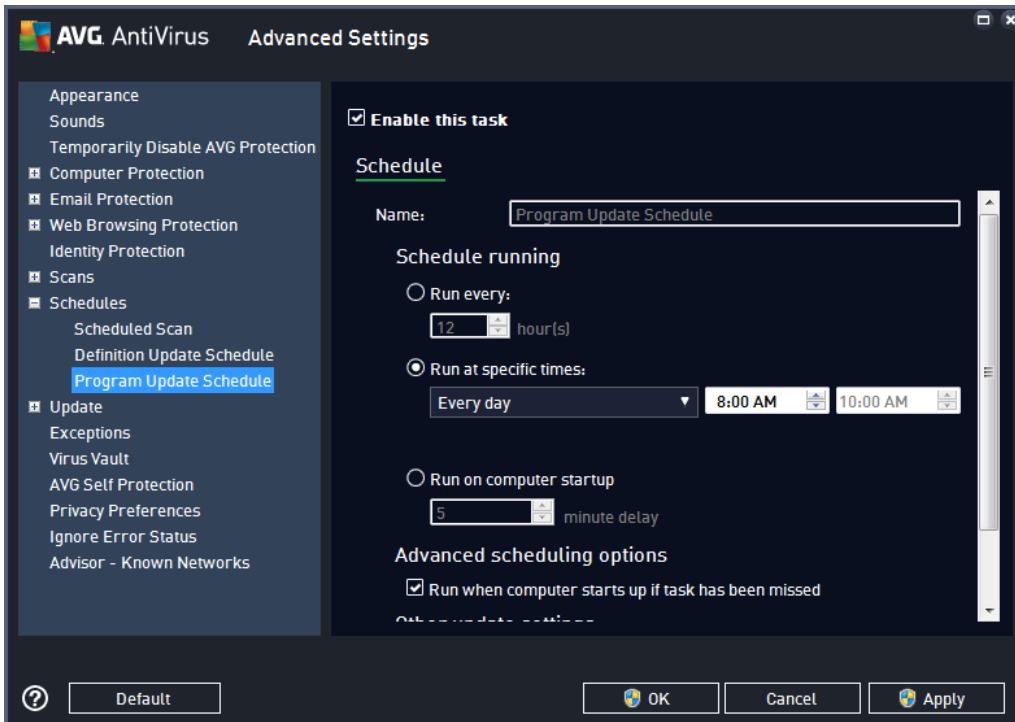 AVG. AntiVirus Advanced Settings
Appearance
Sounds
Temporarily Disable AVG Protection
Computer Protection
Email Protection
Web Browsing Protection
Identity Protection
Scans
Schedules
Scheduled Scan
Definition Update Schedule
Program Update Schedule
Update
Exceptions
Virus Vault
AVG Self Protection
Privacy Preferences
Ignore Error Status
Advisor - Known Networks
Enable this task
Schedule
Name: Program Update Schedule
Schedule running
Run every:
12 hour(s)
Run at specific times:
Every day 8:00 AM 10:00 AM
Run on computer startup
5 minute delay
Advanced scheduling options
Run when computer starts up if task has been missed
Other update settings
? Default OK Cancel Apply